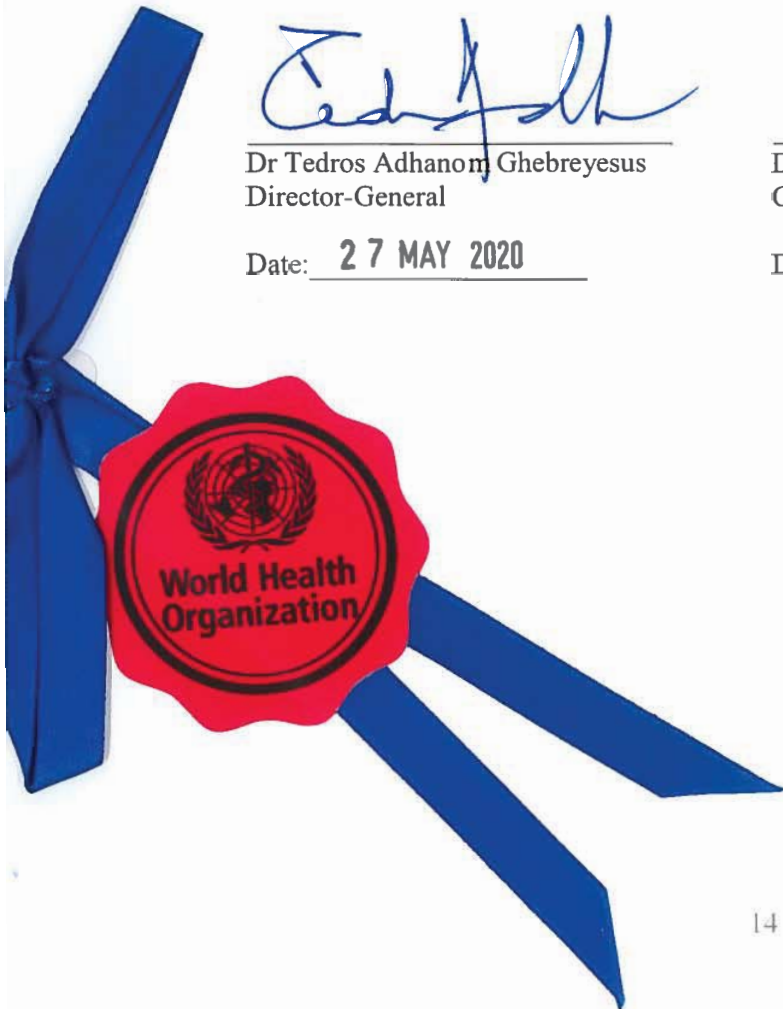 Dr Tedros Adhanom Ghebreyesus
Director-General
Date: 27 MAY 2020
World Health
Organization
14